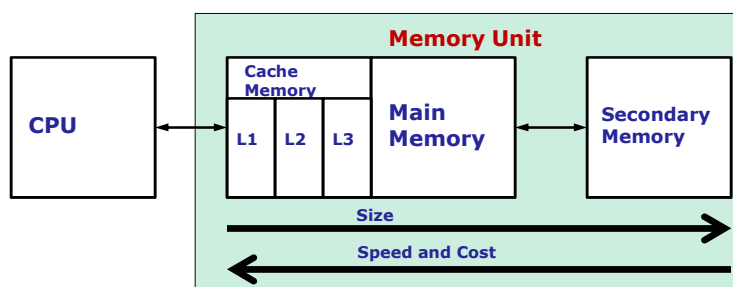 Memory Unit
CPU
Cache
Memory
L1
L2
L3
Main
Memory
Secondary
Memory
Size
Speed and Cost